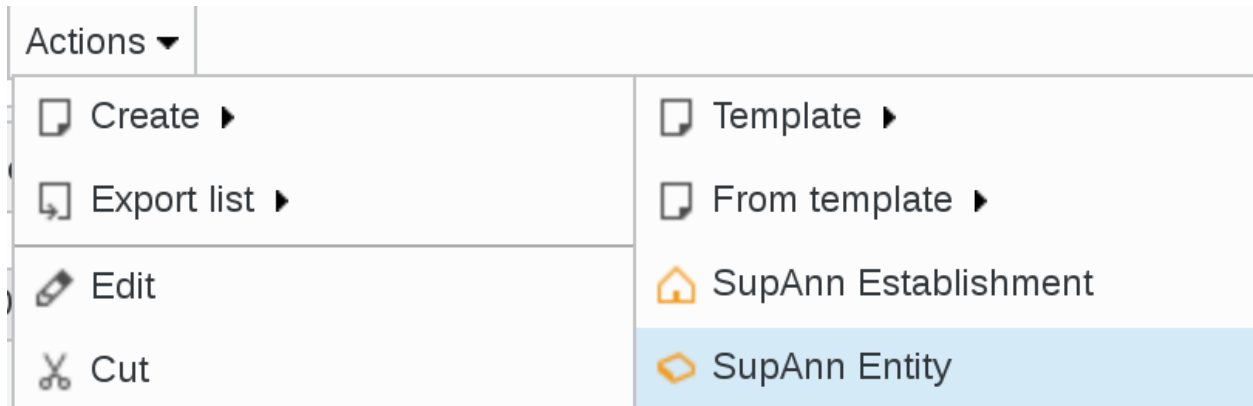 Actions
Create
Export list
Edit
Cut
Template
From template
SupAnn Establishment
SupAnn Entity